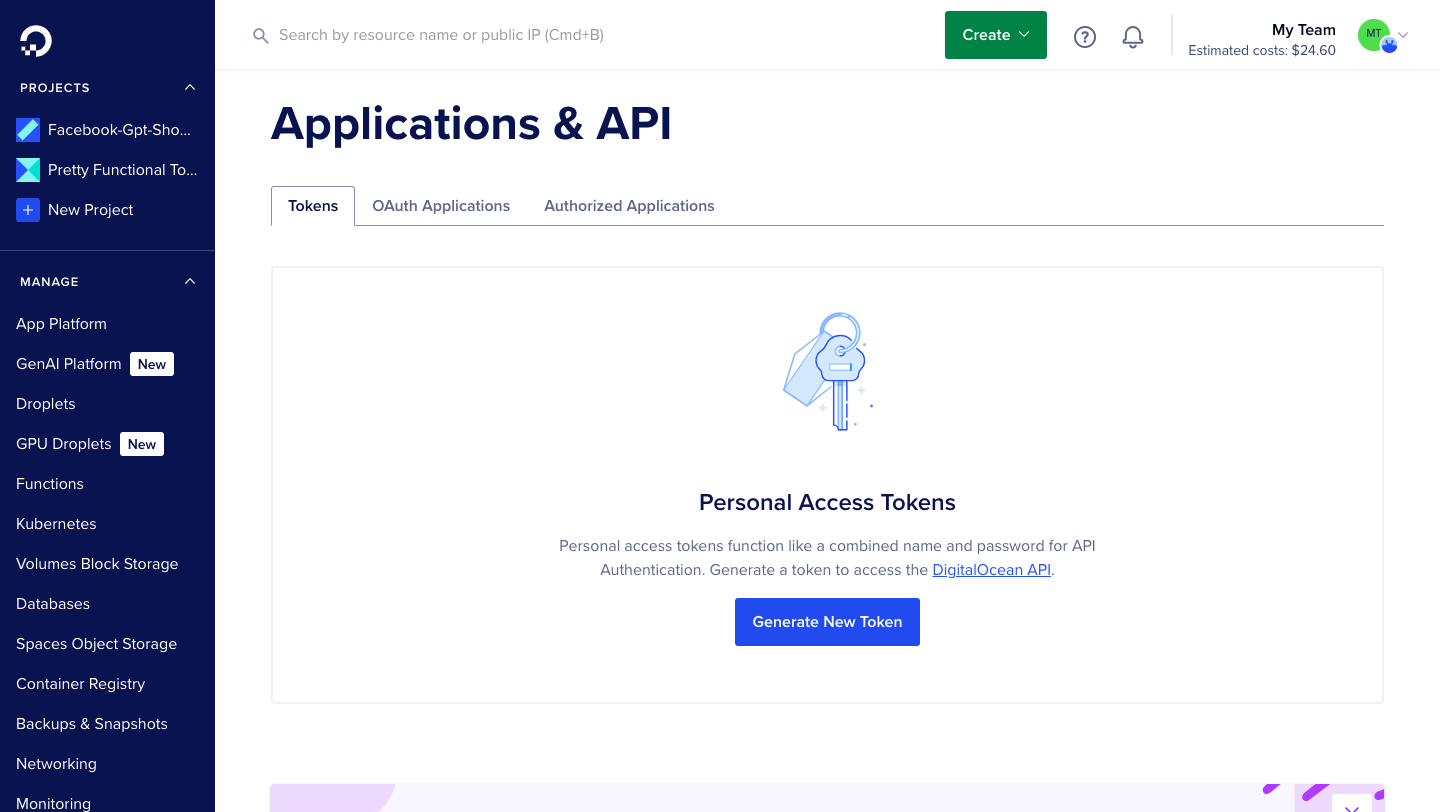 Search by resource name or public IP (Cmd+B)
Create
My Team
Estimated costs: $24.60
MT
PROJECTS
Facebook-Gpt-Sho...
Pretty Functional To...
New Project
MANAGE
App Platform
GenAI Platform New
Droplets
GPU Droplets New
Functions
Kubernetes
Volumes Block Storage
Databases
Spaces Object Storage
Container Registry
Backups & Snapshots
Networking
Monitoring
Applications & API
Tokens OAuth Applications Authorized Applications
Personal Access Tokens
Personal access tokens function like a combined name and password for API
Authentication. Generate a token to access the DigitalOcean API.
Generate New Token